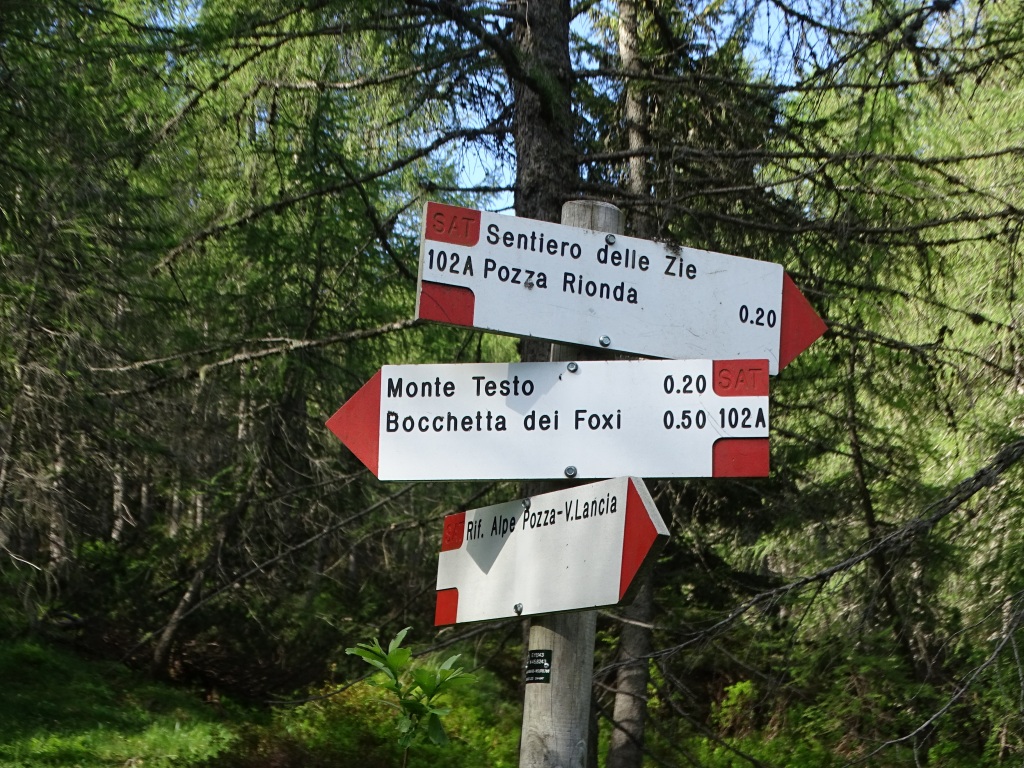 SAT Sentiero delle Zie
102A Pozza Rionda
0.20
Monte Testo 0.20 SAT
Bocchetta dei Foxi 0.50 102A
Rif. Alpe Pozza-V.Lancia